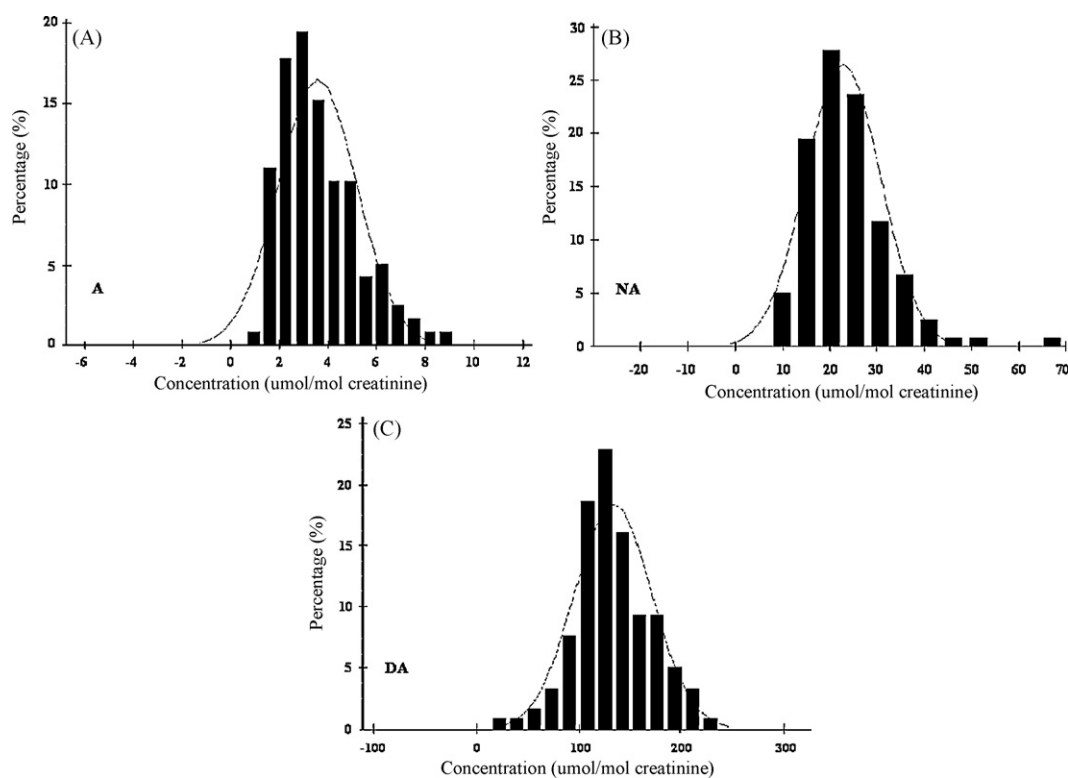 (A)
20
15
10
5
0
Percentage (%)
A
-6 -4 -2 0 2 4 6 8 10 12
Concentration (umol/mol creatinine)
(B)
30
25
20
15
10
5
0
Percentage (%)
NA
-20 -10 0 10 20 30 40 50 60 70
Concentration (umol/mol creatinine)
(C)
25
20
15
10
5
0
Percentage (%)
DA
-100 0 100 200 300
Concentration (umol/mol creatinine)